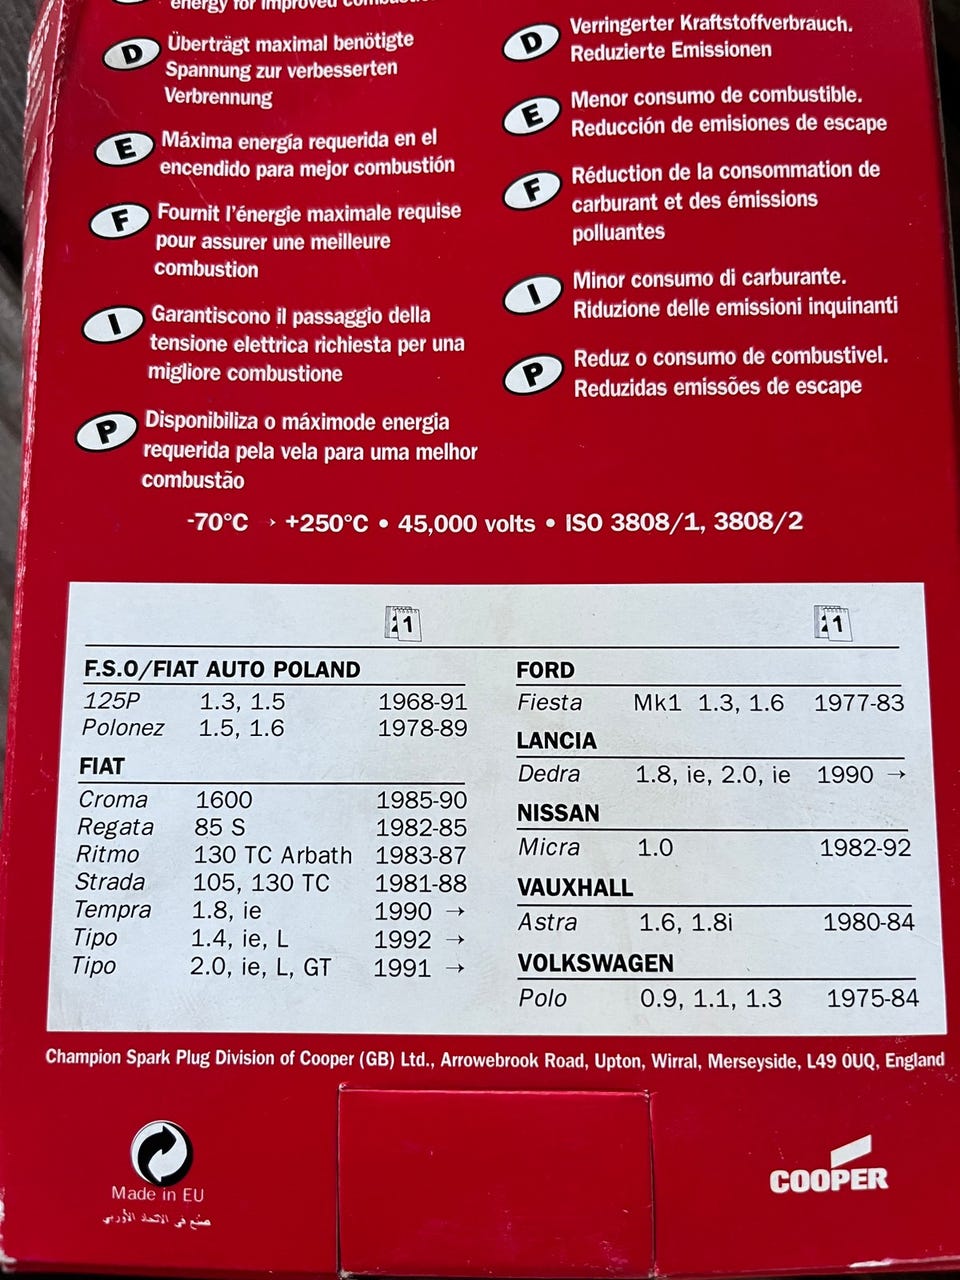 energy for improved
D
Überträgt maximal benötigte
Spannung zur verbesserten
Verbrennung
E
Máxima energía requerida en el
encendido para mejor combustión
F
Fournit l'énergie maximale requise
pour assurer une meilleure
combustion
I
Garantiscono il passaggio della
tensione elettrica richiesta per una
migliore combustione
P
Disponibiliza o máximode energia
requerida pela vela para uma melhor
combustão
D
Verringerter Kraftstoffverbrauch.
Reduzierte Emissionen
E
Menor consumo de combustible.
Reducción de emisiones de escape
F
Réduction de la consommation de
carburant et des émissions
polluantes
I
Minor consumo di carburante.
Riduzione delle emissioni inquinanti
P
Reduz o consumo de combustivel.
Reduzidas emissões de escape
-70°C → +250°C • 45,000 volts • ISO 3808/1, 3808/2
1
F.S.O/FIAT AUTO POLAND
125P 1.3, 1.5 1968-91
Polonez 1.5, 1.6 1978-89
FIAT
Croma 1600 1985-90
Regata 85 S 1982-85
Ritmo 130 TC Arbath 1983-87
Strada 105, 130 TC 1981-88
Tempra 1.8, ie 1990 →
Tipo 1.4, ie, L 1992 →
Tipo 2.0, ie, L, GT 1991 →
1
FORD
Fiesta Mk1 1.3, 1.6 1977-83
LANCIA
Dedra 1.8, ie, 2.0, ie 1990 →
NISSAN
Micra 1.0 1982-92
VAUXHALL
Astra 1.6, 1.8i 1980-84
VOLKSWAGEN
Polo 0.9, 1.1, 1.3 1975-84
Champion Spark Plug Division of Cooper (GB) Ltd., Arrowebrook Road, Upton, Wirral, Merseyside, L49 0UQ, England
Made in EU
صنع في الاتحاد الأوربي
COOPER